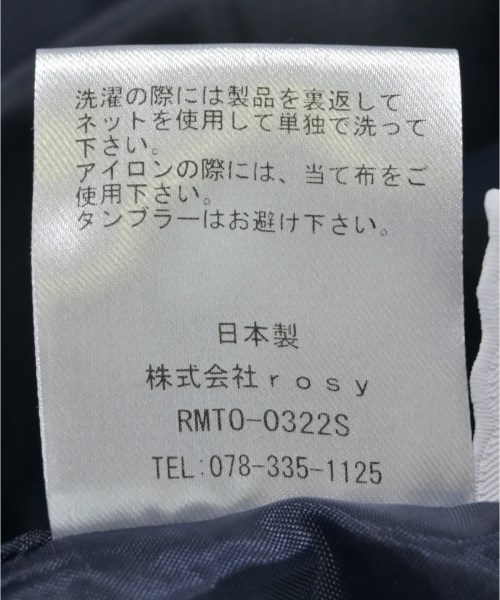 洗濯の際には製品を裏返して
ネットを使用して単独で洗って
下さい。
アイロンの際には、当て布をご
使用下さい。
タンブラーはお避け下さい。
日本製
株式会社ｒｏｓｙ
RMTO-0322S
TEL:078-335-1125